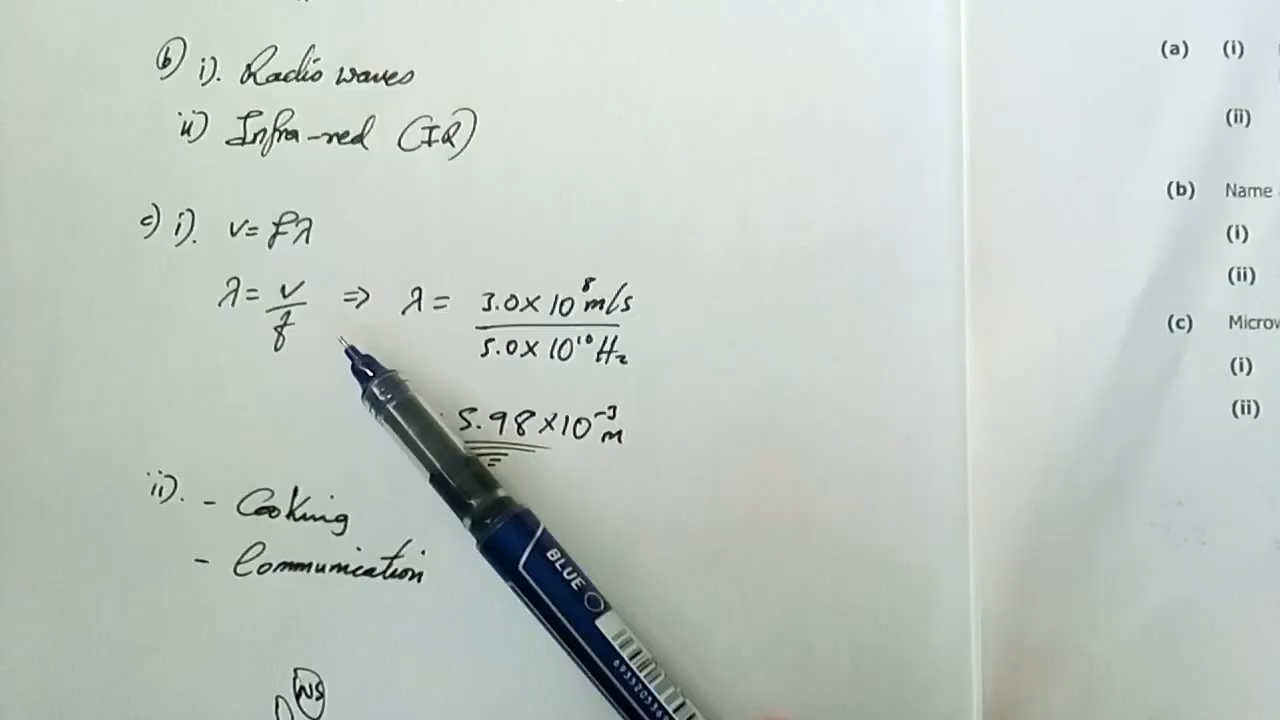 b) i). Radio waves
ii) Infra-red (IR)
c) i). v = fλ
λ = v/f ⇒ λ = 3.0 × 10⁸ m/s / 5.0 × 10¹⁰ Hz
5.98 × 10⁻³ m
ii). - Cooking
- Communication
NS
BLUE
(a) (i)
(ii)
(b) Name
(i)
(ii)
(c) Microw
(i)
(ii)